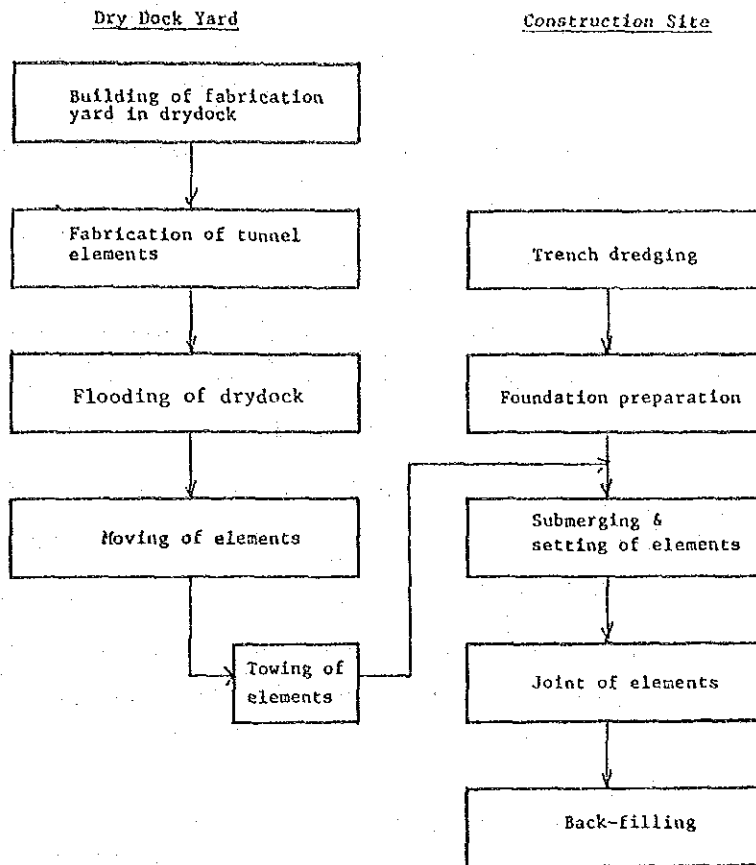 Dry Dock Yard
Construction Site
Building of fabrication
yard in drydock
Fabrication of tunnel
elements
Trench dredging
Flooding of drydock
Foundation preparation
Moving of elements
Submerging &
setting of elements
Towing of
elements
Joint of elements
Back-filling